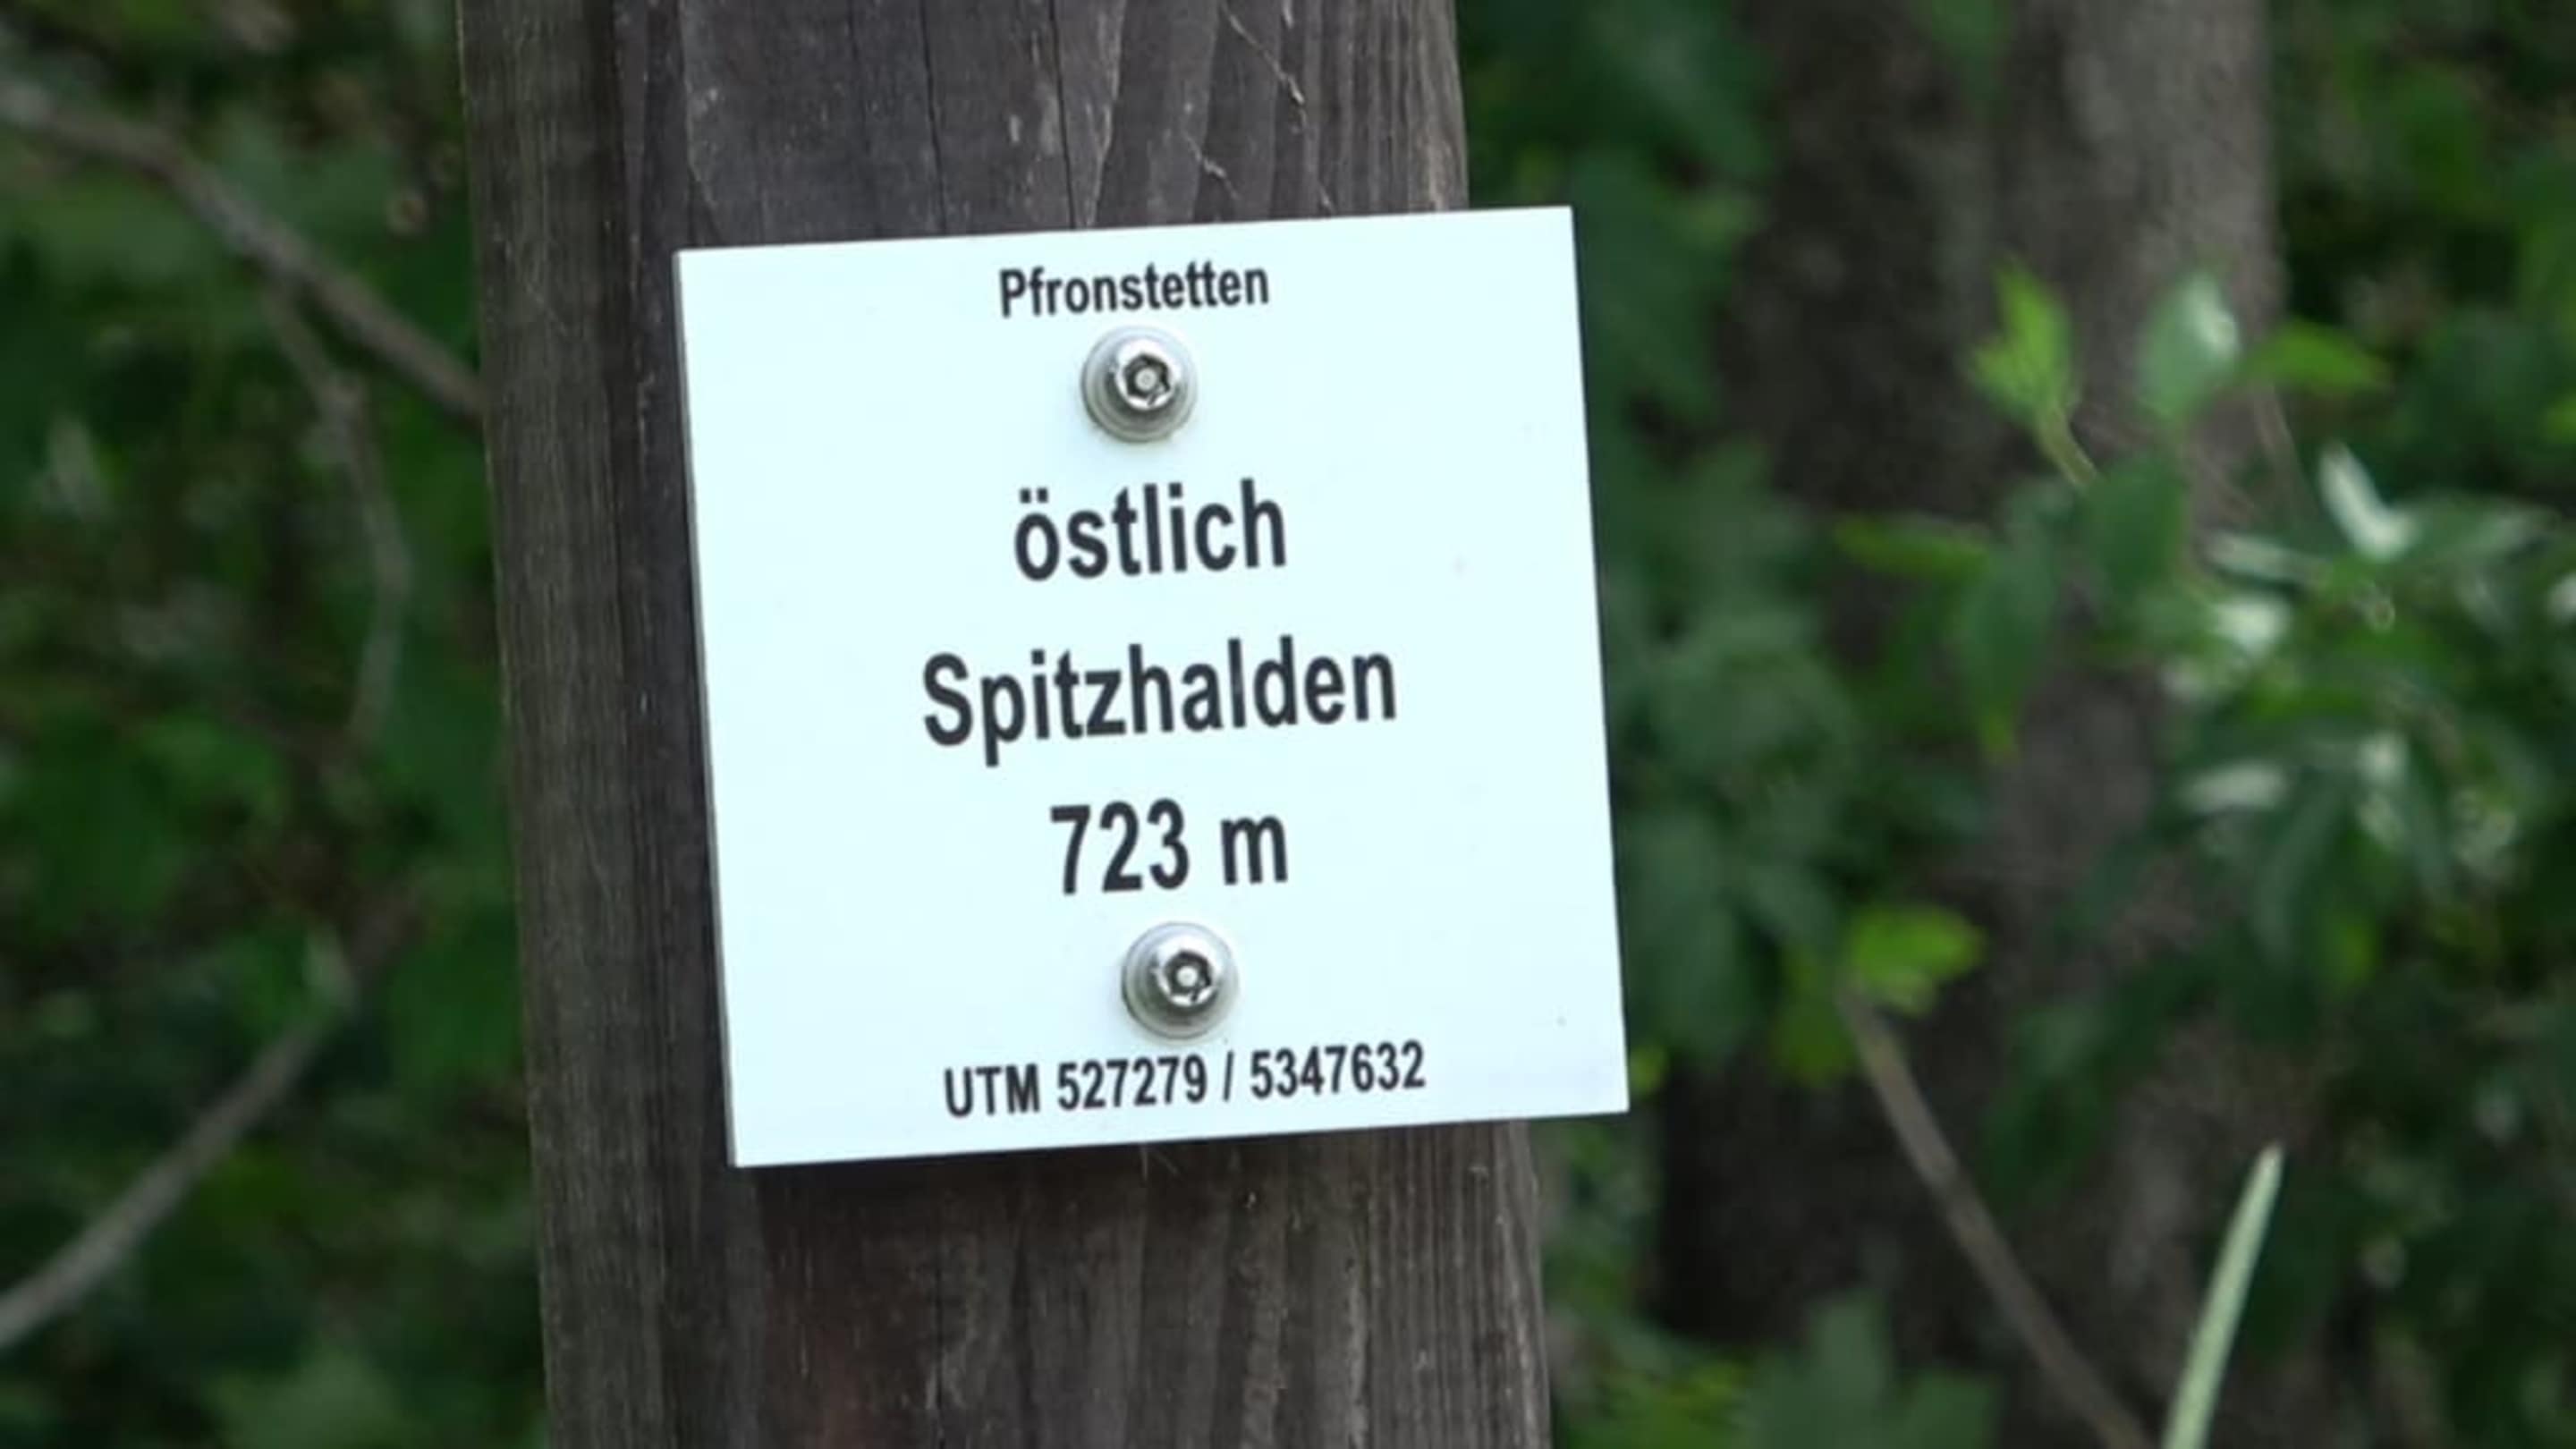 Pfronstetten
östlich
Spitzhalden
723 m
UTM 527279 / 5347632